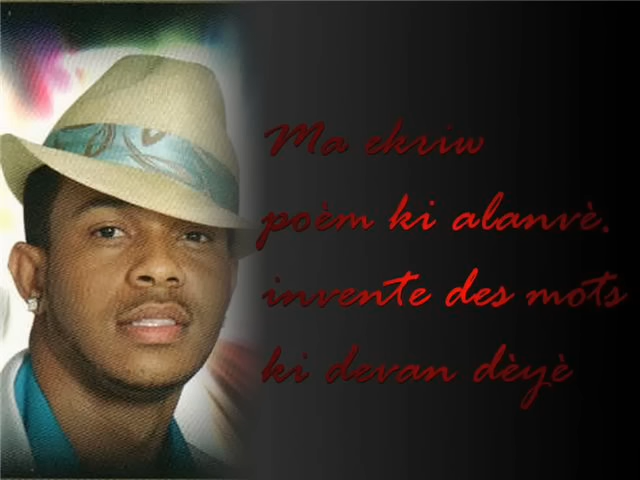 Ma ekriw
poèm ki alanvè.
invente des mots
ki devan dèyè